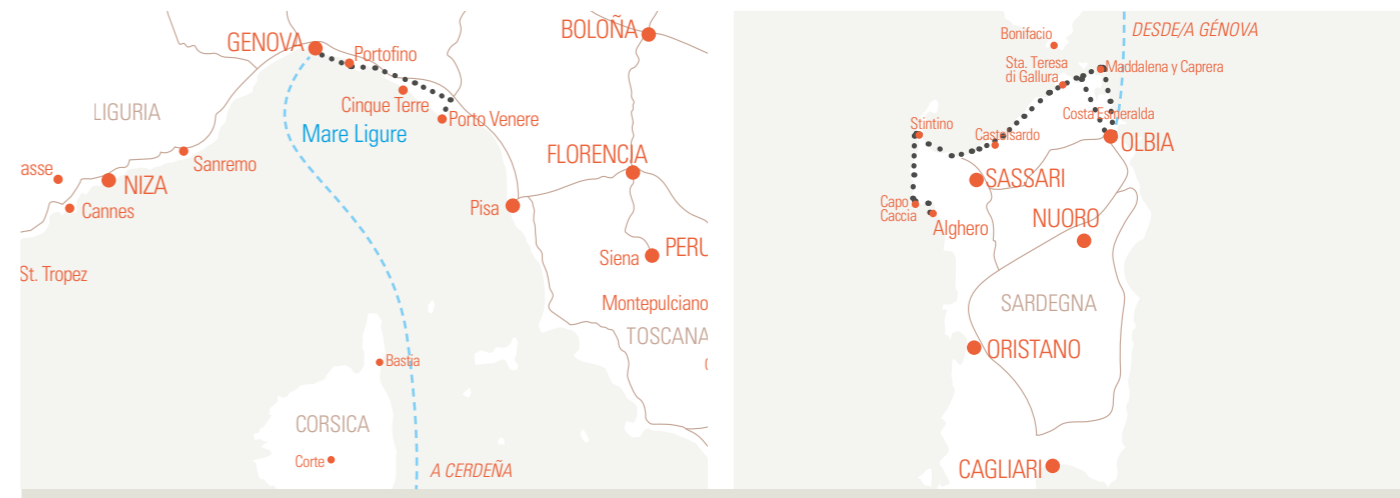 GENOVA
Portofino
BOLOÑA
LIGURIA
Cinque Terre
Porto Venere
Mare Ligure
FLORENCIA
Sanremo
asse
NIZA
Cannes
Pisa
Siena
PERU
St. Tropez
Montepulciano
TOSCANA
Bastia
CORSICA
Corte
A CERDEÑA
DESDE/A GÉNOVA
Bonifacio
Sta. Teresa
di Gallura
Maddalena y Caprera
Costa Esmeralda
Stintino
Castelsardo
OLBIA
SASSARI
Capo
Caccia
Alghero
NUORO
SARDEGNA
ORISTANO
CAGLIARI